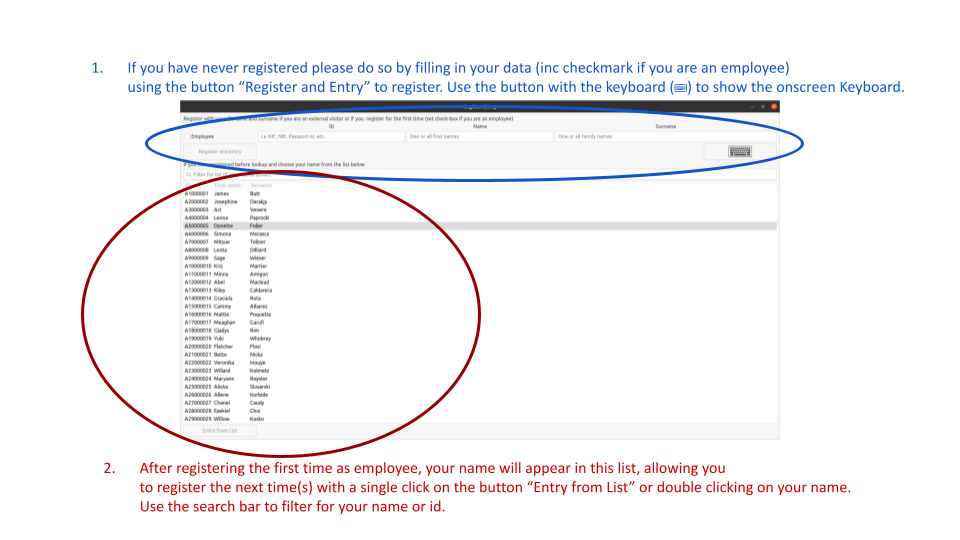 1. If you have never registered please do so by filling in your data (inc checkmark if you are an employee)
using the button “Register and Entry” to register. Use the button with the keyboard (⌨) to show the onscreen Kyboard.
Register with your and surname if you are an external visitor or if you register for the first time (set check-box if you are an employee)
ID Name Surname
Employee i.e NIF, NIE, Passport nr, etc. One or all first names One or all family names
Register and entry
If you have registered before lookup and choose your name from the list below
Filter for list of
First name Surname
A1000001 James Butt
A2000002 Josephine Darakjy
A3000003 Art Venere
A4000004 Lenna Paprocki
A5000005 Donette Foller
A6000006 Simona Morasca
A7000007 Mitsue Tollner
A8000008 Leota Dilliard
A9000009 Sage Wieser
A10000010 Kris Marrier
A11000011 Minna Amigon
A12000012 Abel Maclead
A13000013 Kiley Caldarera
A14000014 Graciela Ruta
A15000015 Cammy Albares
A16000016 Mattie Poquette
A17000017 Meaghan Garufi
A18000018 Gladys Rim
A19000019 Yuki Whobrey
A20000020 Fletcher Flosi
A21000021 Bette Nicka
A22000022 Veronika Inouye
A23000023 Willard Kolmetz
A24000024 Maryann Royster
A25000025 Alisha Slusarski
A26000026 Allene Iturbide
A27000027 Chanel Caudy
A28000028 Ezekiel Chui
A29000029 Willow Kusko
Entry from List
2. After registering the first time as employee, your name will appear in this list, allowing you
to register the next time(s) with a single click on the button “Entry from List” or double clicking on your name.
Use the search bar to filter for your name or id.